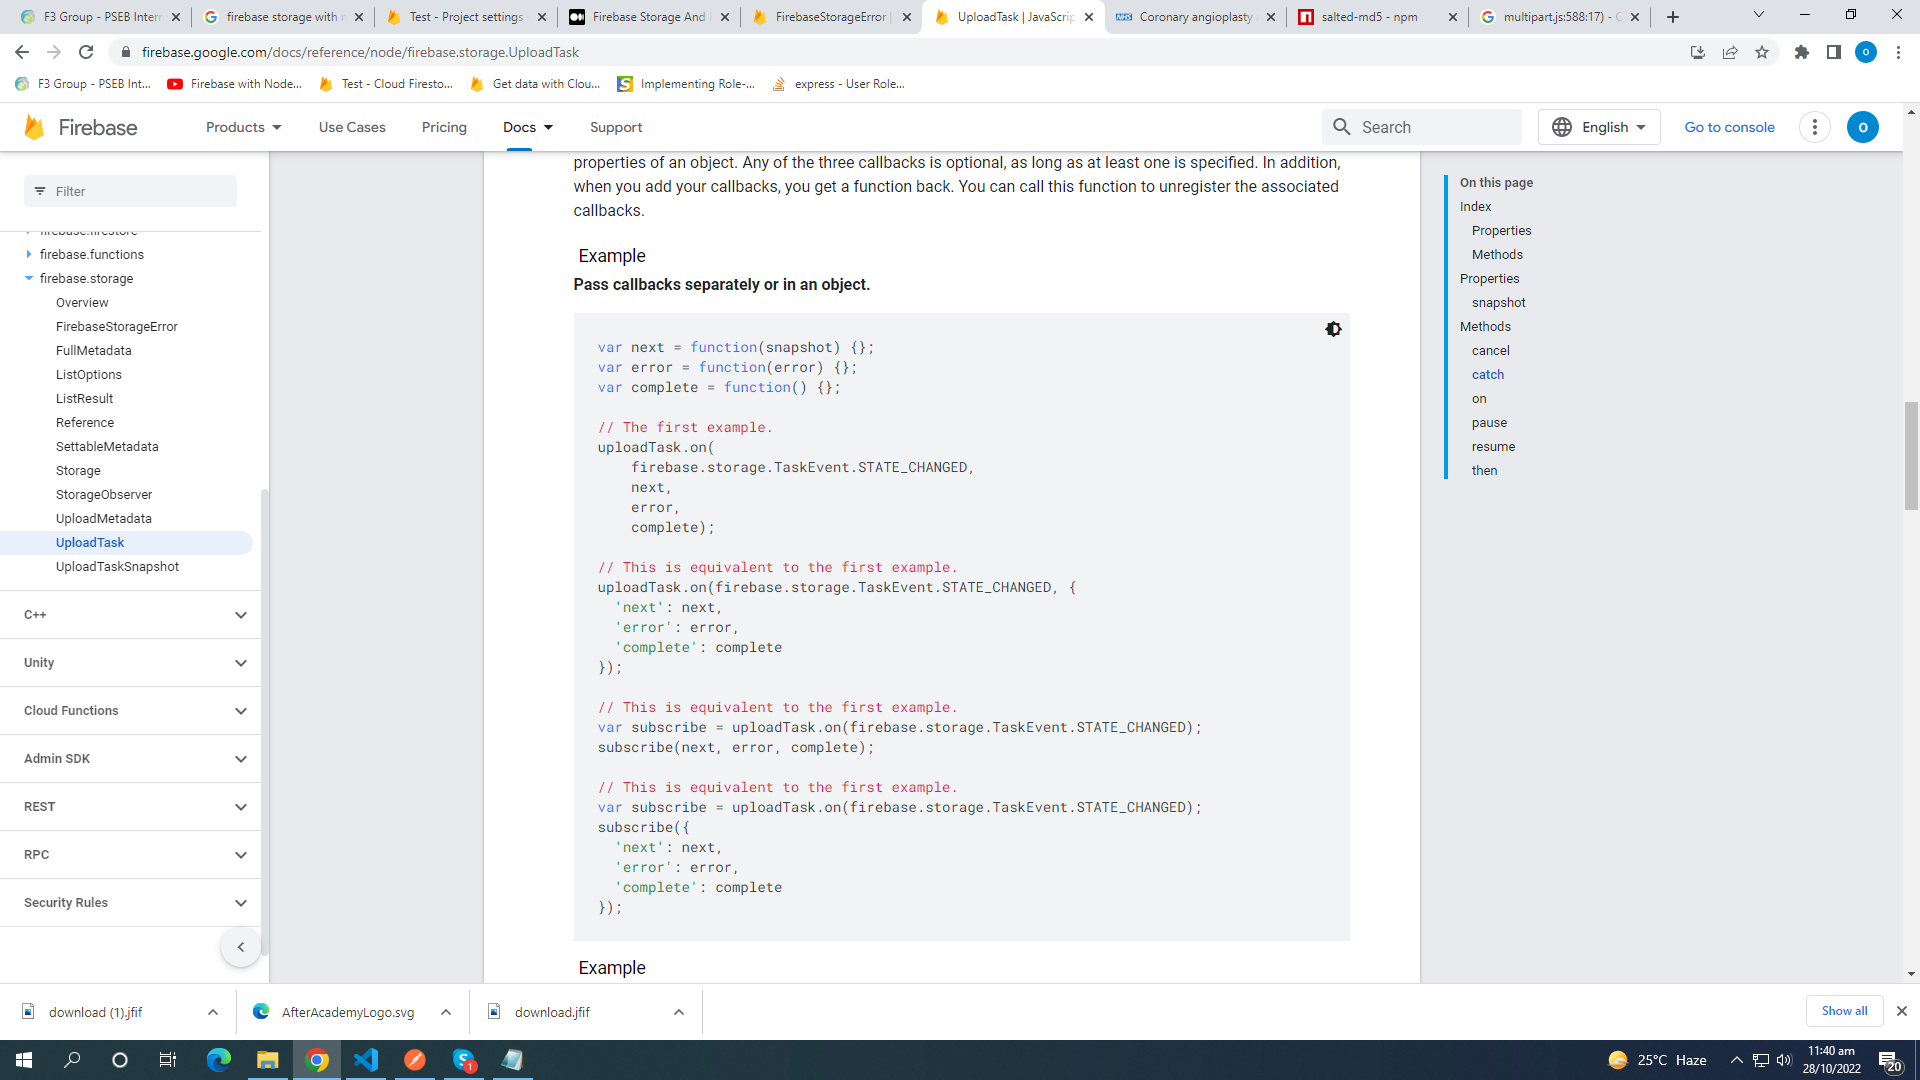 F3 Group - PSEB Intern
firebase storage with n
Test - Project settings
Firebase Storage And
FirebaseStorageError |
UploadTask | JavaScrip
Coronary angioplasty
salted-md5 - npm
multipart.js:588:17) - G
firebase.google.com/docs/reference/node/firebase.storage.UploadTask
F3 Group - PSEB Int...
Firebase with Node...
Test - Cloud Firesto...
Get data with Clou...
Implementing Role-...
express - User Role...
Firebase
Products
Use Cases
Pricing
Docs
Support
Search
English
Go to console
O
Filter
firebase.firestore
firebase.functions
firebase.storage
Overview
FirebaseStorageError
FullMetadata
ListOptions
ListResult
Reference
SettableMetadata
Storage
StorageObserver
UploadMetadata
UploadTask
UploadTaskSnapshot
C++
Unity
Cloud Functions
Admin SDK
REST
RPC
Security Rules
properties of an object. Any of the three callbacks is optional, as long as at least one is specified. In addition,
when you add your callbacks, you get a function back. You can call this function to unregister the associated
callbacks.
Example
Pass callbacks separately or in an object.
var next = function(snapshot) {};
var error = function(error) {};
var complete = function() {};
// The first example.
uploadTask.on(
firebase.storage.TaskEvent.STATE_CHANGED,
next,
error,
complete);
// This is equivalent to the first example.
uploadTask.on(firebase.storage.TaskEvent.STATE_CHANGED, {
'next': next,
'error': error,
'complete': complete
});
// This is equivalent to the first example.
var subscribe = uploadTask.on(firebase.storage.TaskEvent.STATE_CHANGED);
subscribe(next, error, complete);
// This is equivalent to the first example.
var subscribe = uploadTask.on(firebase.storage.TaskEvent.STATE_CHANGED);
subscribe({
'next': next,
'error': error,
'complete': complete
});
Example
On this page
Index
Properties
Methods
Properties
snapshot
Methods
cancel
catch
on
pause
resume
then
download (1).jfif
AfterAcademyLogo.svg
download.jfif
Show all
1
25°C Haze
11:40 am
28/10/2022
20